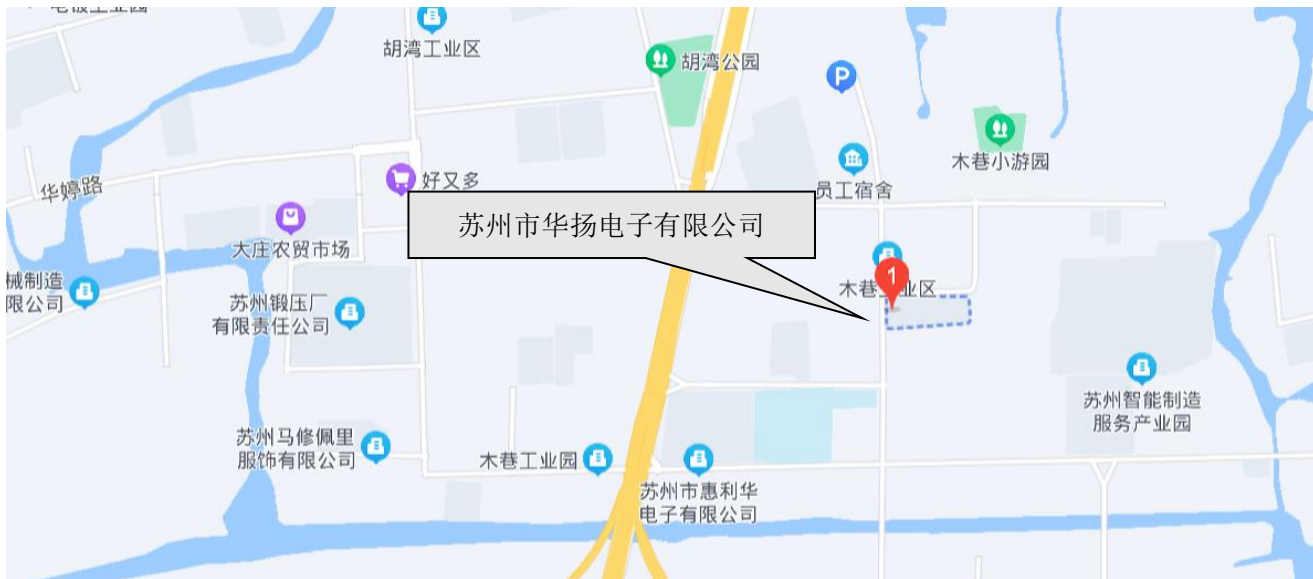 胡湾工业区
胡湾公园
P
木巷小游园
员工宿舍
华婷路
好又多
苏州市华扬电子有限公司
大庄农贸市场
械制造
限公司
苏州锻压厂
有限责任公司
1
木巷工业区
苏州智能制造
服务产业园
苏州马修佩里
服饰有限公司
木巷工业园
苏州市惠利华
电子有限公司